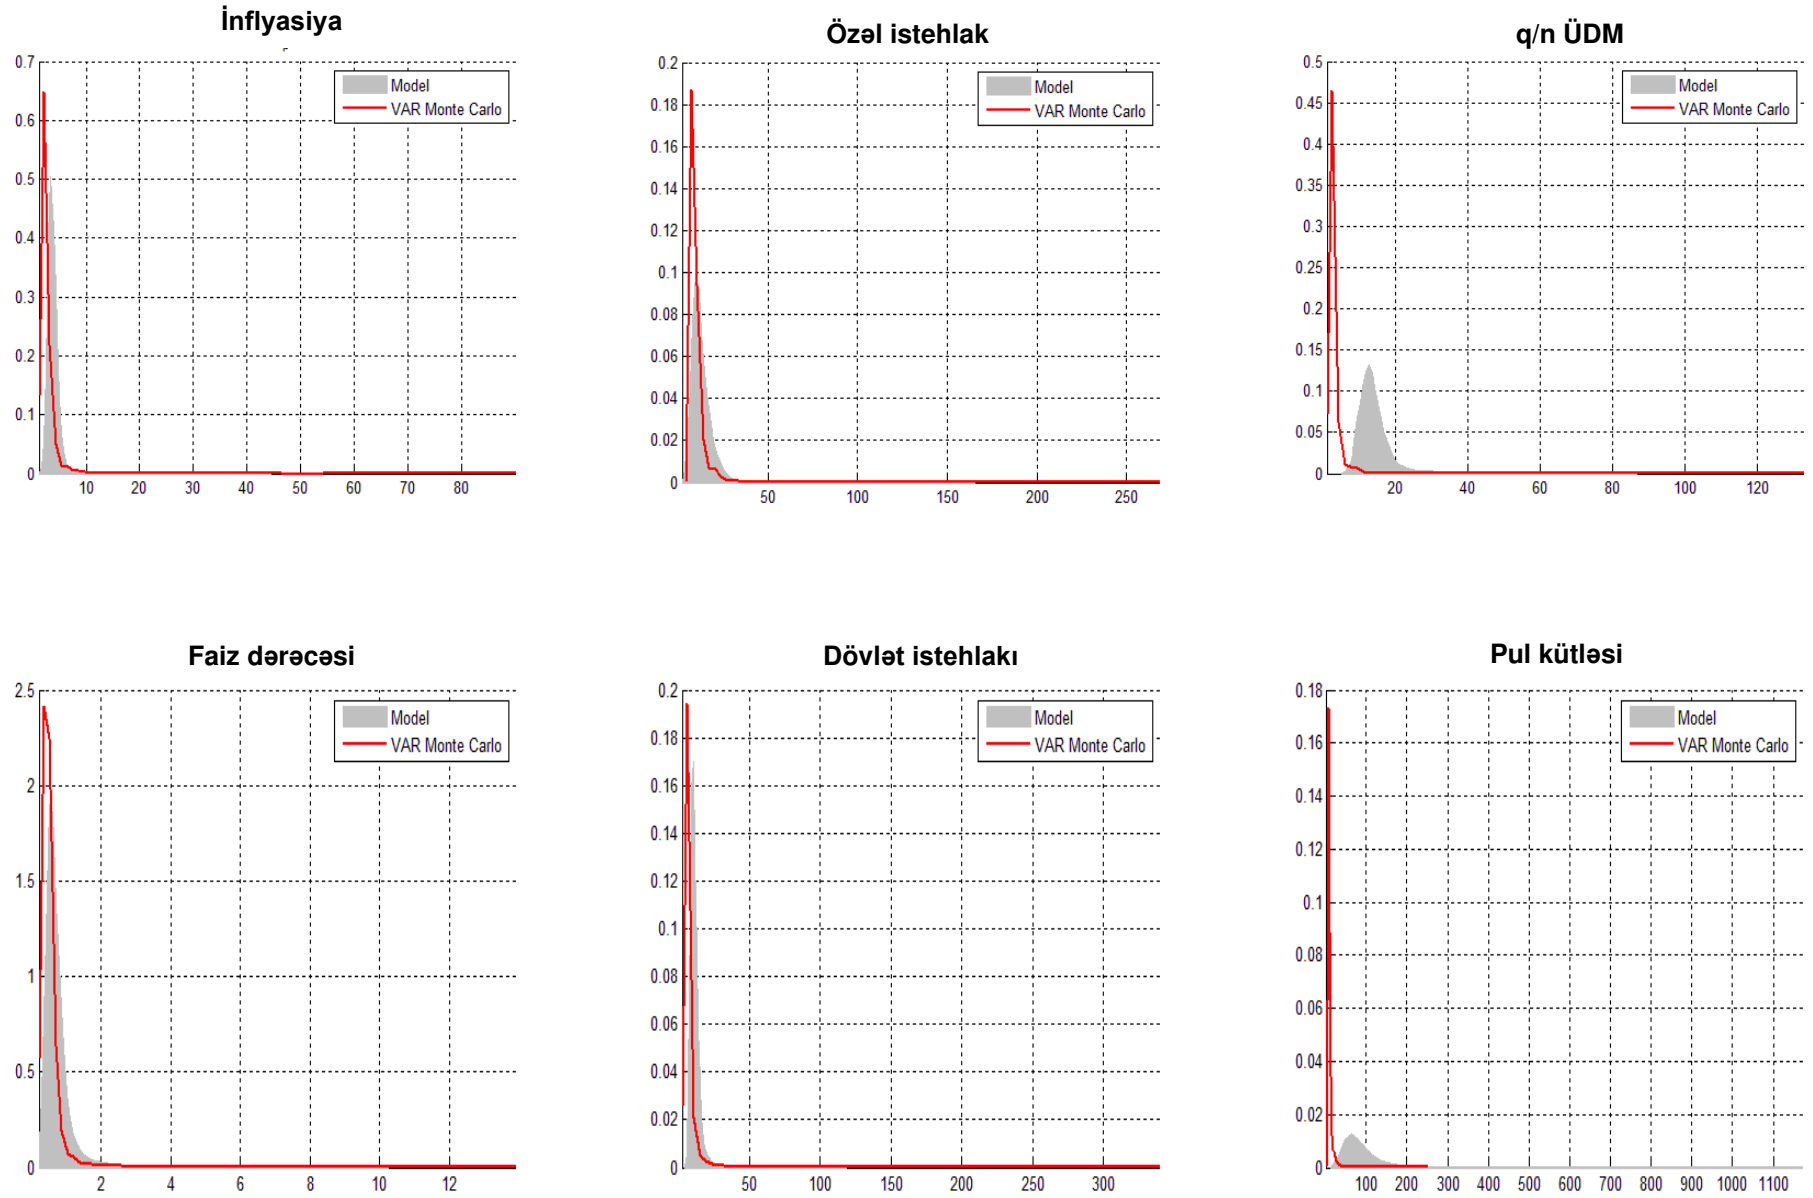 İnflyasiya
0.7
0.6
0.5
0.4
0.3
0.2
0.1
0
10 20 30 40 50 60 70 80
Model
VAR Monte Carlo
Özəl istehlak
0.2
0.18
0.16
0.14
0.12
0.1
0.08
0.06
0.04
0.02
0
50 100 150 200 250
Model
VAR Monte Carlo
q/n ÜDM
0.5
0.45
0.4
0.35
0.3
0.25
0.2
0.15
0.1
0.05
0
20 40 60 80 100 120
Model
VAR Monte Carlo
Faiz dərəcəsi
2.5
2
1.5
1
0.5
0
2 4 6 8 10 12
Model
VAR Monte Carlo
Dövlət istehlakı
0.2
0.18
0.16
0.14
0.12
0.1
0.08
0.06
0.04
0.02
0
50 100 150 200 250 300
Model
VAR Monte Carlo
Pul kütləsi
0.18
0.16
0.14
0.12
0.1
0.08
0.06
0.04
0.02
0
100 200 300 400 500 600 700 800 900 1000 1100
Model
VAR Monte Carlo